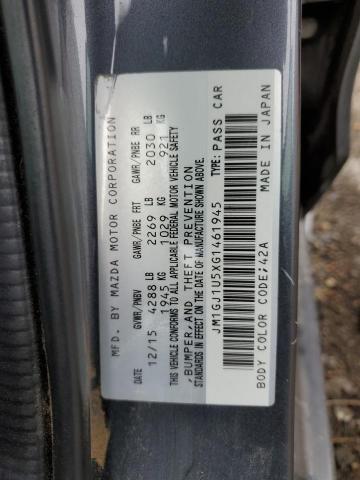 MFD. BY MAZDA MOTOR CORPORATION
DATE GVWR/PNBV GAWR/PNBE FRT GAWR/PNBE RR
12/15 4288 LB 2269 LB 2030 LB
1945 KG 1029 KG 921 KG
THIS VEHICLE CONFORMS TO ALL APPLICABLE FEDERAL MOTOR VEHICLE SAFETY
,BUMPER,AND THEFT PREVENTION
STANDARDS IN EFFECT ON THE DATE OF MANUFACTURE SHOWN ABOVE.
JM1GJ1U5XG1461945 TYPE: PASS CAR
BODY COLOR CODE;42A MADE IN JAPAN